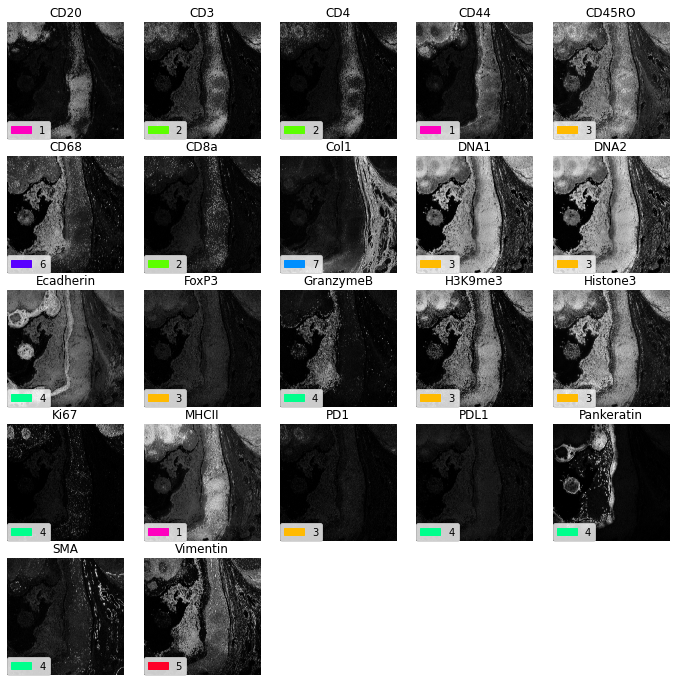 CD20 CD3 CD4 CD44 CD45RO
1 2 2 1 3
CD68 CD8a Col1 DNA1 DNA2
6 2 7 3 3
Ecadherin FoxP3 GranzymeB H3K9me3 Histone3
4 3 4 3 3
Ki67 MHCII PD1 PDL1 Pankeratin
4 1 3 4 4
SMA Vimentin
4 5